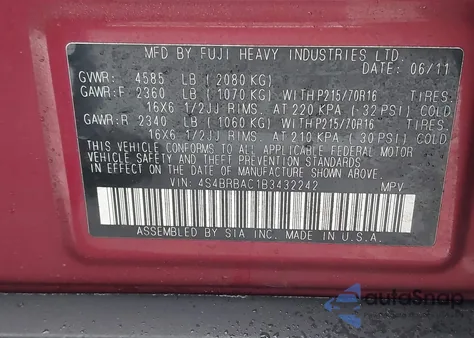 MFD. BY FUJI HEAVY INDUSTRIES LTD.
DATE: 06/11
GVWR: 4585 LB (2080 KG)
GAWR:F 2360 LB (1070 KG) WITH P215/70R16 TIRES.
16X6 1/2JJ RIMS. AT 220 KPA (32 PSI) COLD
GAWR:R 2340 LB (1060 KG) WITH P215/70R16 TIRES.
16X6 1/2JJ RIMS. AT 210 KPA (30 PSI) COLD
THIS VEHICLE CONFORMS TO ALL APPLICABLE FEDERAL MOTOR
VEHICLE SAFETY AND THEFT PREVENTION STANDARDS IN EFFECT
ON THE DATE OF MANUFACTURE SHOWN ABOVE.
VIN: 4S4BRBAC1B3432242 MPV
ASSEMBLED BY SIA INC. MADE IN U.S.A.
autoSnap